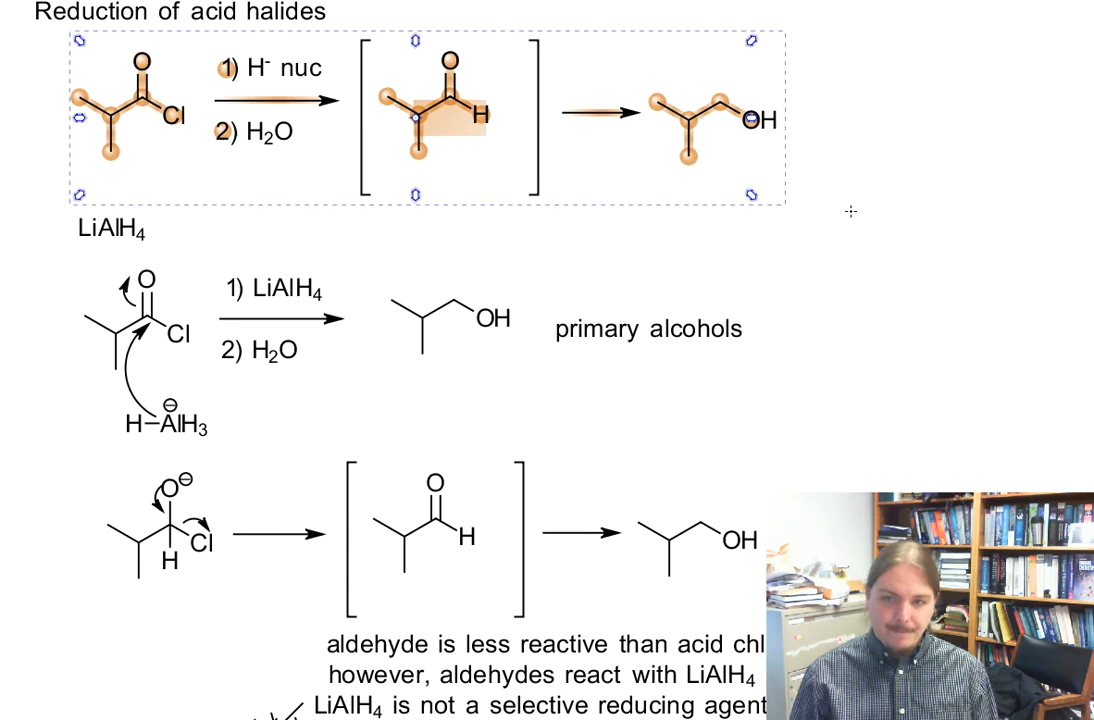 Reduction of acid halides
O
Cl
1) H⁻ nuc
2) H₂O
O
H
OH
LiAlH₄
O
Cl
1) LiAlH₄
2) H₂O
OH
primary alcohols
H–AlH₃
⊖
O⊖
Cl
H
O
H
OH
aldehyde is less reactive than acid chl
however, aldehydes react with LiAlH₄
LiAlH₄ is not a selective reducing agent